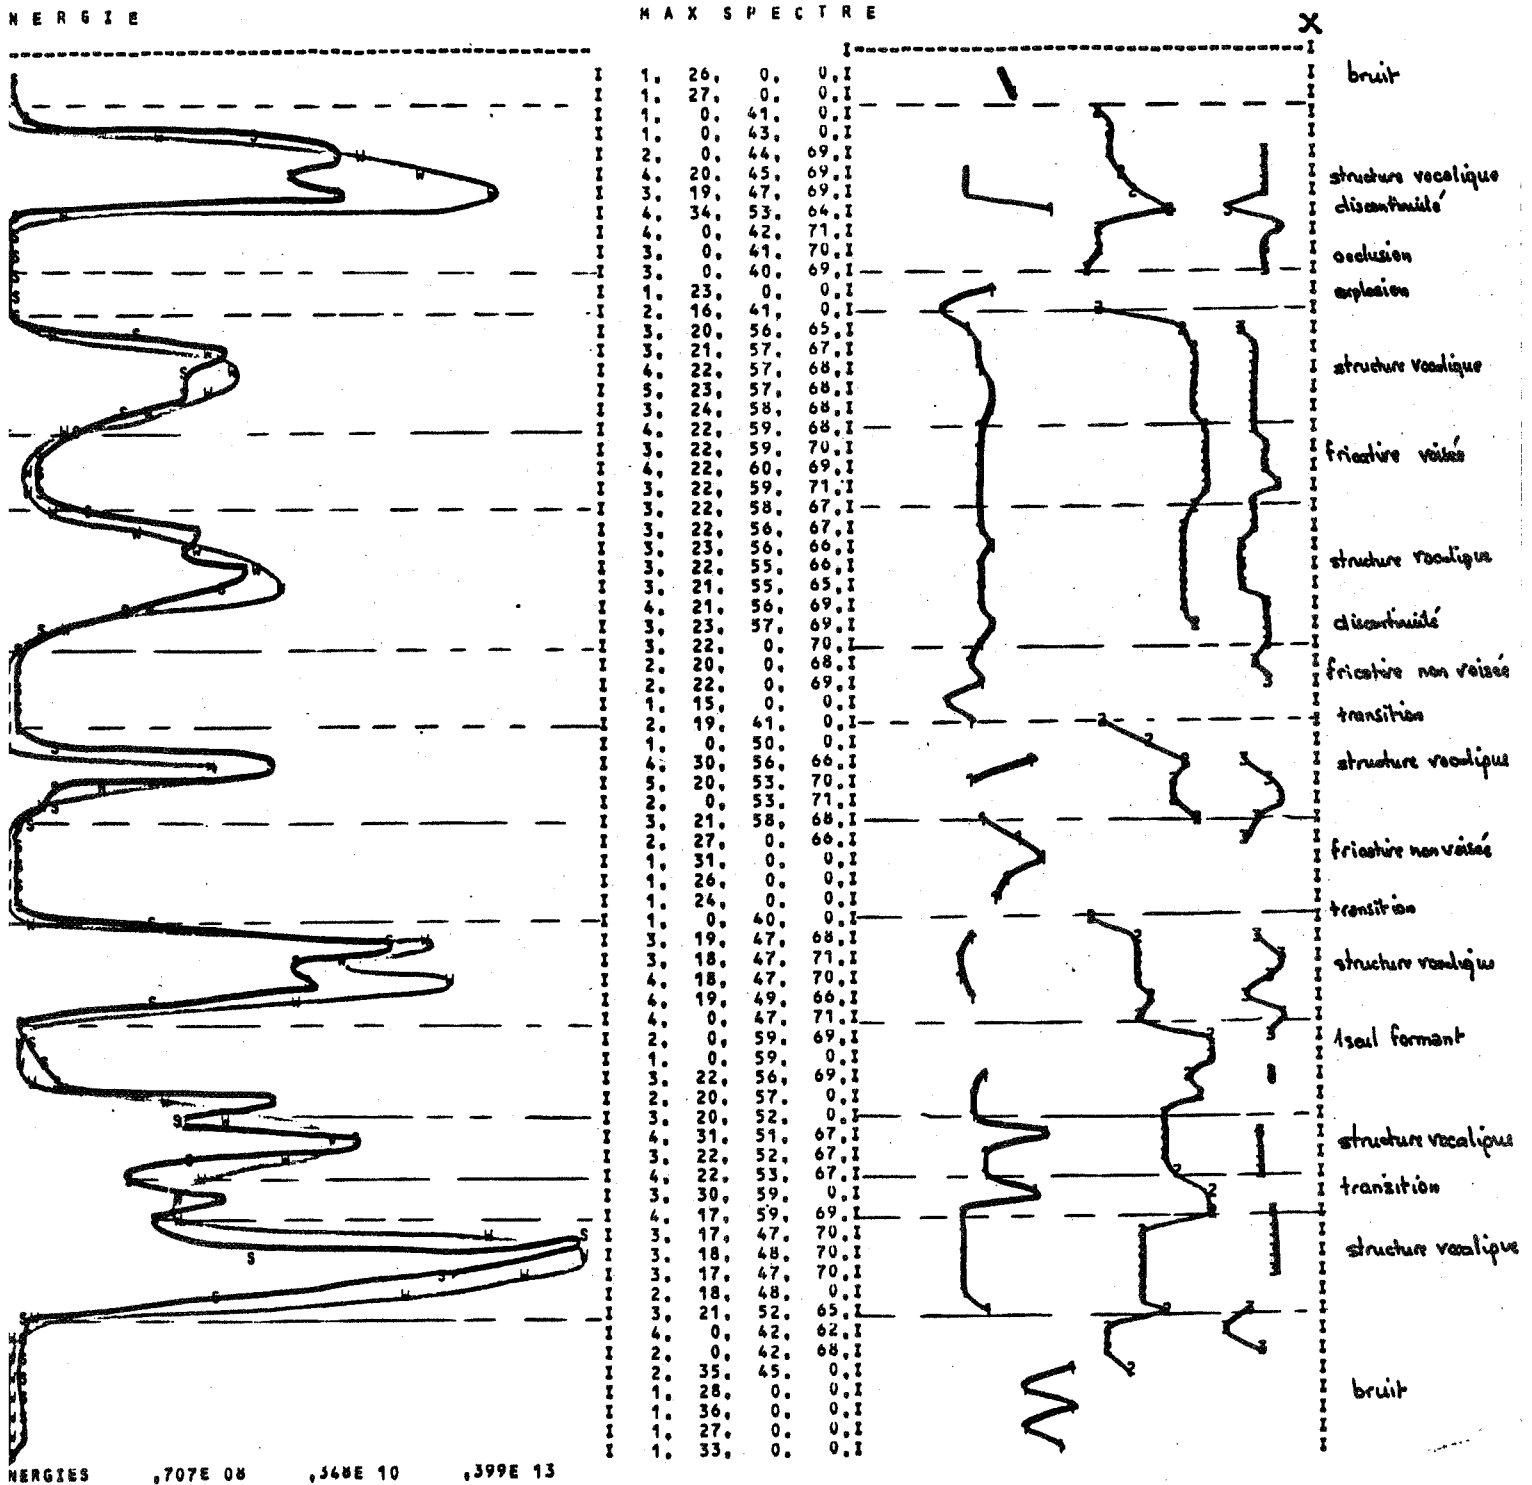 NERGIE
MAX SPECTRE
X
1. 26. 0. 0.I
1. 27. 0. 0.I
1. 0. 41. 0.I
1. 0. 43. 0.I
2. 0. 44. 69.I
4. 20. 45. 69.I
3. 19. 47. 69.I
4. 34. 53. 64.I
4. 0. 42. 71.I
3. 0. 41. 70.I
3. 0. 40. 69.I
1. 23. 0. 0.I
2. 16. 41. 0.I
3. 20. 56. 65.I
3. 21. 57. 67.I
4. 22. 57. 68.I
5. 23. 57. 68.I
3. 24. 58. 68.I
4. 22. 59. 68.I
3. 22. 59. 70.I
4. 22. 60. 69.I
3. 22. 59. 71.I
3. 22. 58. 67.I
3. 22. 56. 67.I
3. 23. 56. 66.I
3. 22. 55. 66.I
3. 21. 55. 65.I
4. 21. 56. 69.I
3. 23. 57. 69.I
3. 22. 0. 70.I
2. 20. 0. 68.I
2. 22. 0. 69.I
1. 15. 0. 0.I
2. 19. 41. 0.I
1. 0. 50. 0.I
4. 30. 56. 66.I
5. 20. 53. 70.I
2. 0. 53. 71.I
3. 21. 58. 68.I
2. 27. 0. 66.I
1. 31. 0. 0.I
1. 26. 0. 0.I
1. 24. 0. 0.I
1. 0. 40. 0.I
3. 19. 47. 68.I
3. 18. 47. 71.I
4. 18. 47. 70.I
4. 19. 49. 66.I
4. 0. 47. 71.I
2. 0. 59. 69.I
1. 0. 59. 0.I
3. 22. 56. 69.I
2. 20. 57. 0.I
3. 20. 52. 0.I
4. 31. 51. 67.I
3. 22. 52. 67.I
4. 22. 53. 67.I
3. 30. 59. 0.I
4. 17. 59. 69.I
3. 17. 47. 70.I
3. 18. 48. 70.I
3. 17. 47. 70.I
2. 18. 48. 0.I
3. 21. 52. 65.I
4. 0. 42. 62.I
2. 0. 42. 68.I
2. 35. 45. 0.I
1. 28. 0. 0.I
1. 36. 0. 0.I
1. 27. 0. 0.I
1. 33. 0. 0.I
bruit
structure vocalique
discontinuité
occlusion
explosion
structure vocalique
fricative voisée
structure vocalique
discontinuité
fricative non voisée
transition
structure vocalique
fricative non voisée
transition
structure vocalique
1 seul formant
structure vocalique
transition
structure vocalique
bruit
NERGIES ,707E 08 ,348E 10 ,399E 13